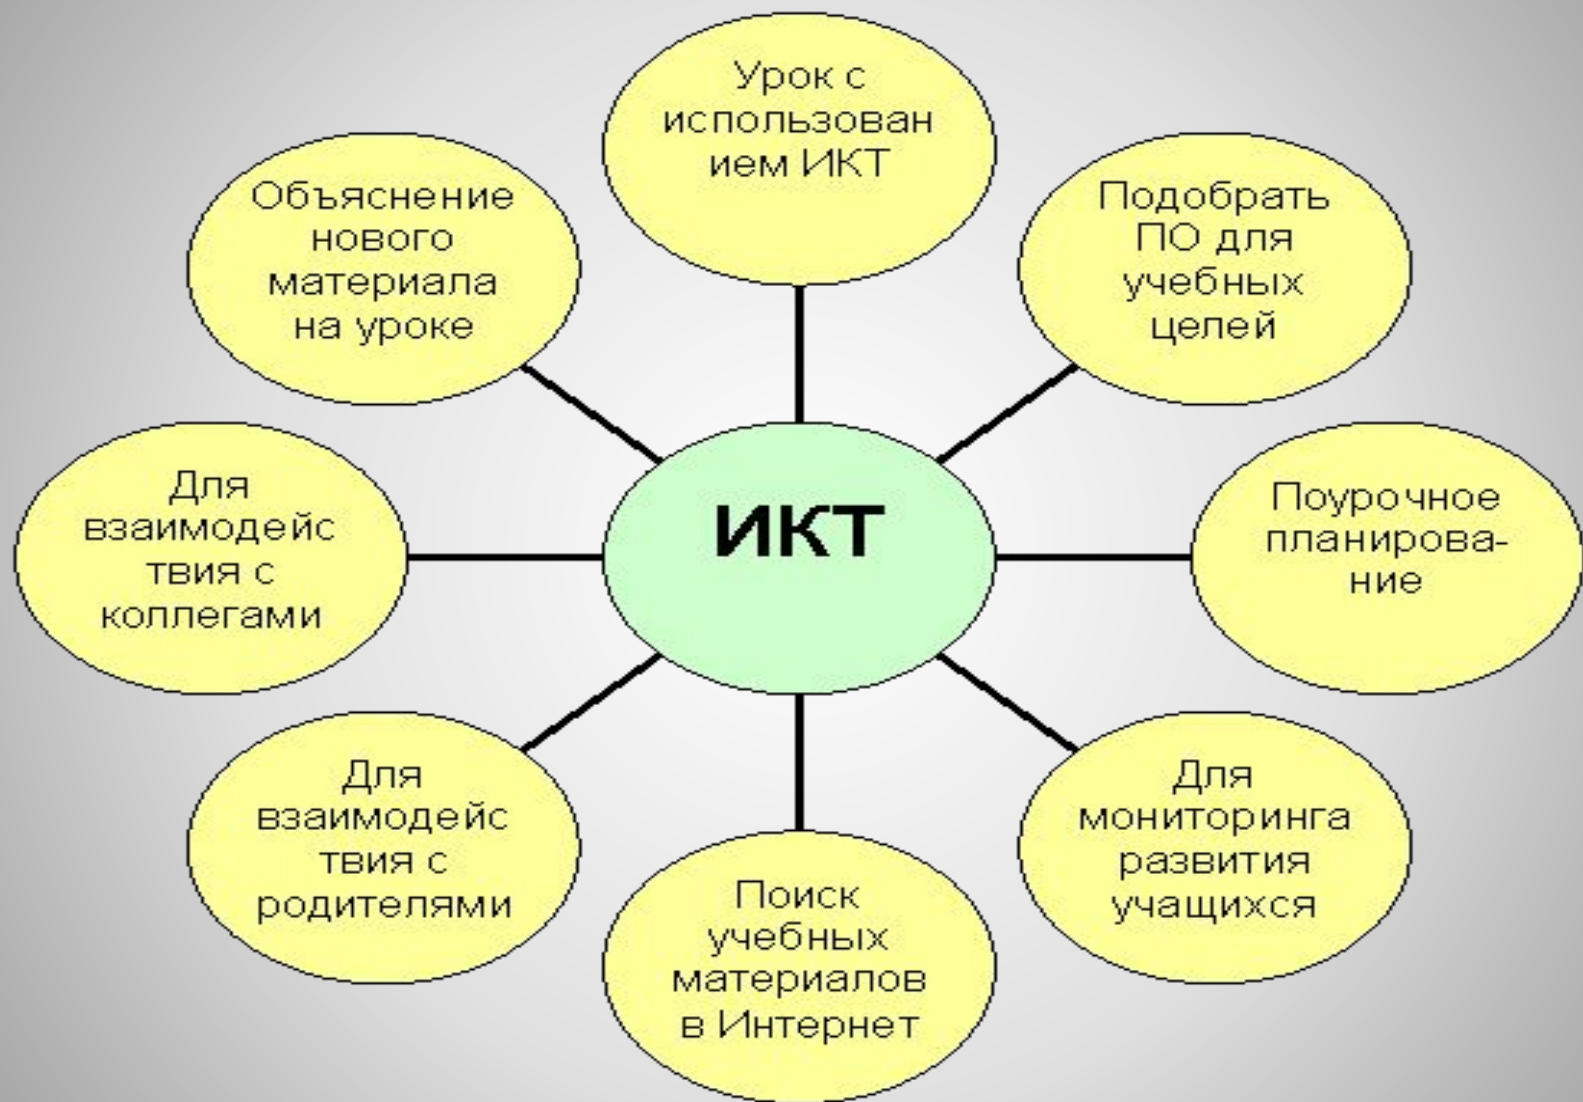 Урок с
использован
ием ИКТ
Подобрать
ПО для
учебных
целей
Поурочное
планирова-
ние
Для
мониторинга
развития
учащихся
Поиск
учебных
материалов
в Интернет
Для
взаимодейс
твия с
родителями
Для
взаимодейс
твия с
коллегами
Объяснение
нового
материала
на уроке
ИКТ